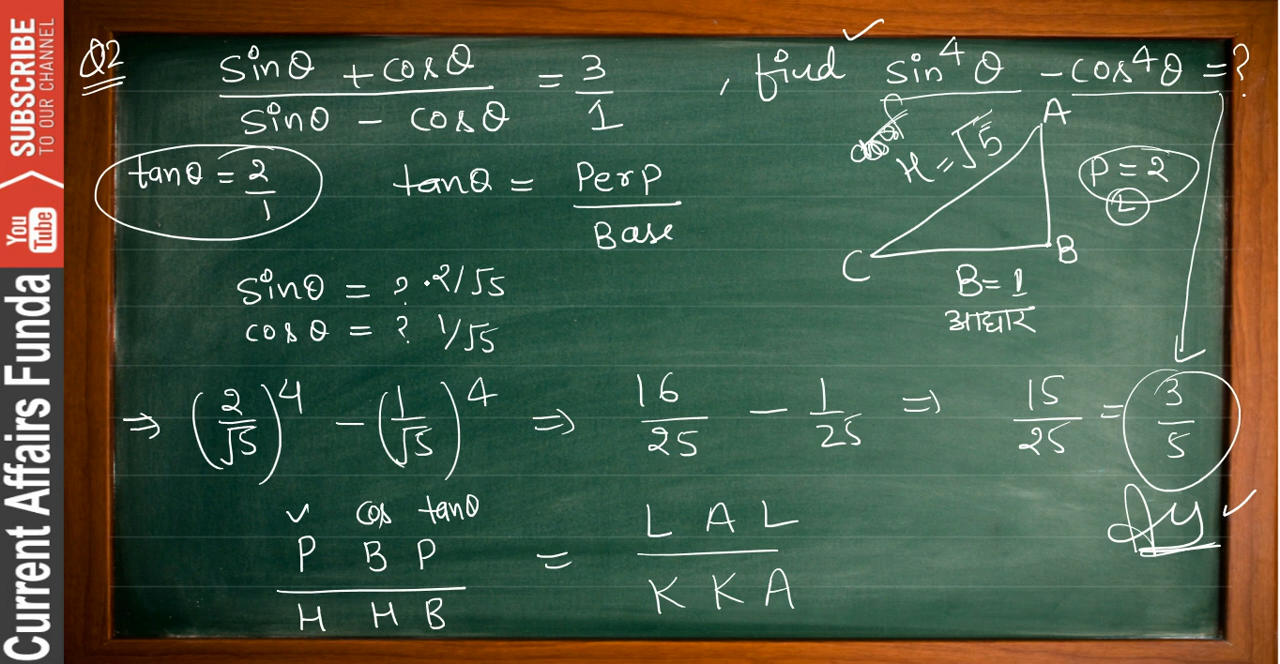 SUBSCRIBE
TO OUR CHANNEL
You Tube
Current Affairs Funda
Q2 (sinθ + cosθ)/(sinθ - cosθ) = 3/1 , find sin⁴θ - cos⁴θ = ?
tanθ = 2/1 tanθ = Perp/Base
A
H = √5
P = 2
L
C
B
B = 1
आधार
sinθ = ? 2/√5
cosθ = ? 1/√5
⇒ (2/√5)⁴ - (1/√5)⁴ ⇒ 16/25 - 1/25 ⇒ 15/25 = 3/5
cos tanθ
P B P = L A L
H H B K K A